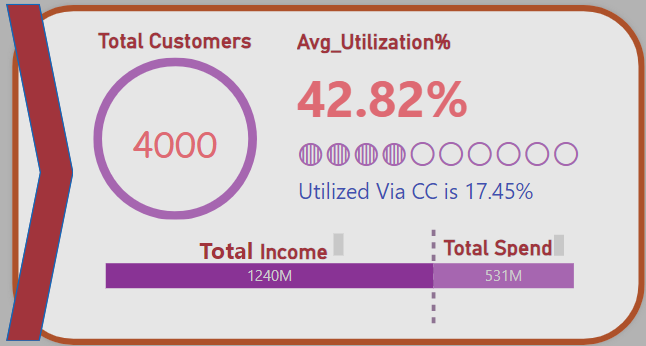 Total Customers
Avg_Utilization%
4000
42.82%
Utilized Via CC is 17.45%
Total Income
Total Spend
1240M
531M